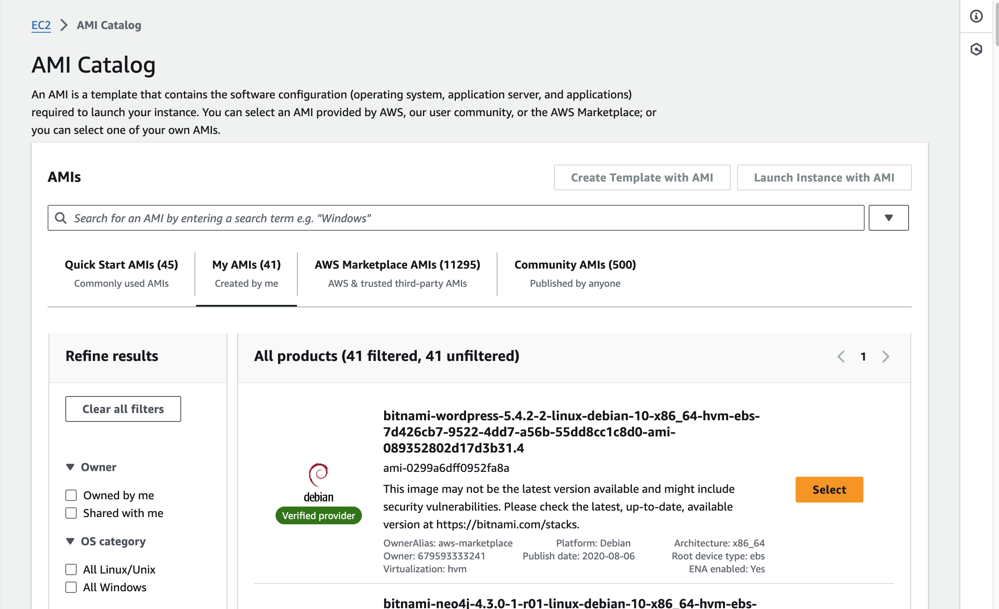 EC2 > AMI Catalog
AMI Catalog
An AMI is a template that contains the software configuration (operating system, application server, and applications)
required to launch your instance. You can select an AMI provided by AWS, our user community, or the AWS Marketplace; or
you can select one of your own AMIs.
AMIs
Create Template with AMI
Launch Instance with AMI
Search for an AMI by entering a search term e.g. "Windows"
Quick Start AMIs (45)
Commonly used AMIs
My AMIs (41)
Created by me
AWS Marketplace AMIs (11295)
AWS & trusted third-party AMIs
Community AMIs (500)
Published by anyone
Refine results
Clear all filters
Owner
Owned by me
Shared with me
OS category
All Linux/Unix
All Windows
All products (41 filtered, 41 unfiltered)
1
debian
Verified provider
bitnami-wordpress-5.4.2-2-linux-debian-10-x86_64-hvm-ebs-
7d426cb7-9522-4dd7-a56b-55dd8cc1c8d0-ami-
089352802d17d3b31.4
ami-0299a6dff0952fa8a
This image may not be the latest version available and might include
security vulnerabilities. Please check the latest, up-to-date, available
version at https://bitnami.com/stacks.
OwnerAlias: aws-marketplace Platform: Debian Architecture: x86_64
Owner: 679593333241 Publish date: 2020-08-06 Root device type: ebs
Virtualization: hvm ENA enabled: Yes
Select
bitnami-neo4j-4.3.0-1-r01-linux-debian-10-x86_64-hvm-ebs-